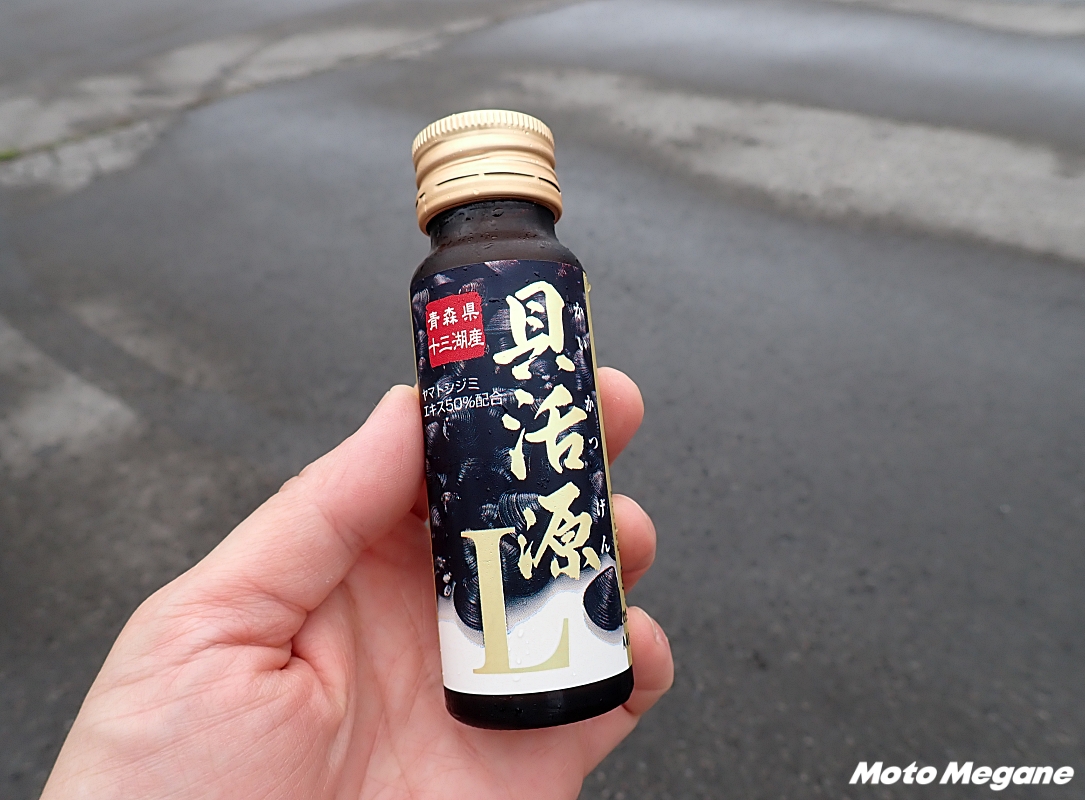 青森県
十三湖産
ヤマトシジミ
エキス50%配合
貝活源
かいかつげん
L
Moto Megane